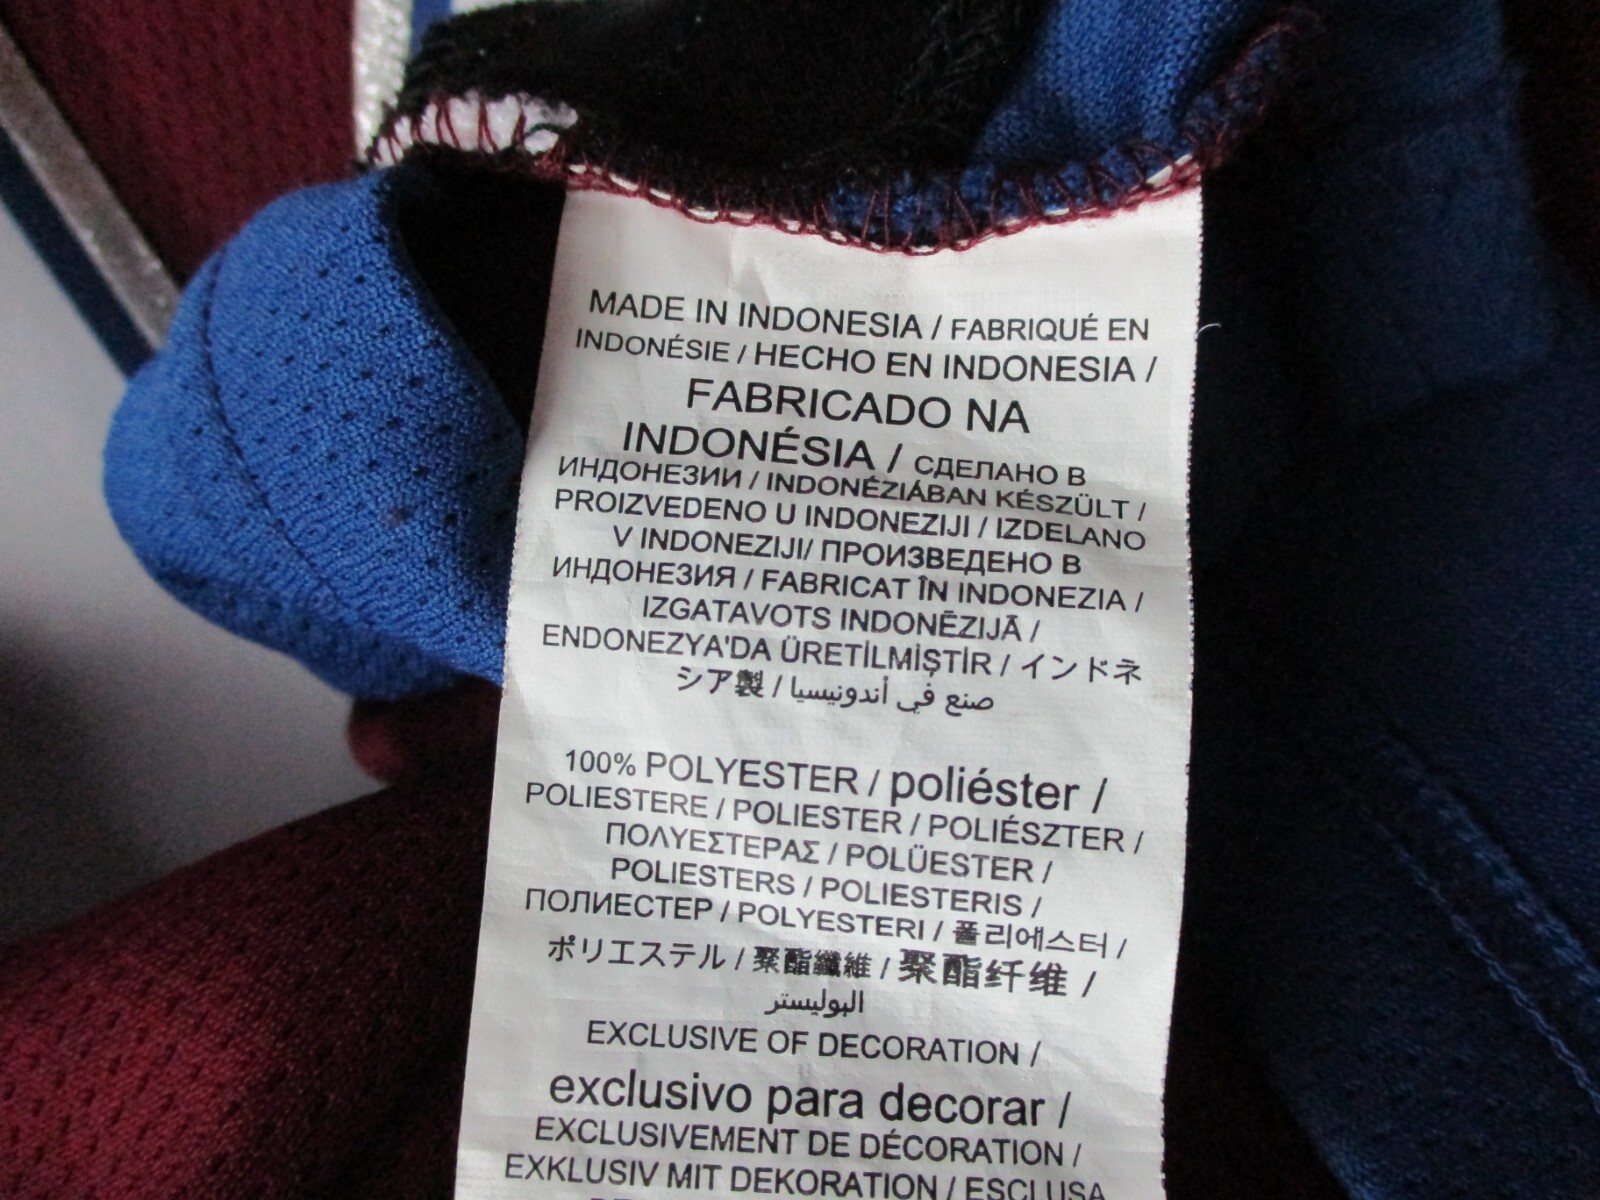 MADE IN INDONESIA / FABRIQUÉ EN
INDONÉSIE / HECHO EN INDONESIA /
FABRICADO NA
INDONÉSIA / СДЕЛАНО В
ИНДОНЕЗИИ / INDONÉZIÁBAN KÉSZÜLT /
PROIZVEDENO U INDONEZIJI / IZDELANO
V INDONEZIJI/ ПРОИЗВЕДЕНО В
ИНДОНЕЗИЯ / FABRICAT ÎN INDONEZIA /
IZGATAVOTS INDONĒZIJĀ /
ENDONEZYA'DA ÜRETİLMİŞTİR / インドネ
シア製 / صنع في أندونيسيا
100% POLYESTER / poliéster /
POLIESTERE / POLIESTER / POLIÉSZTER /
ΠΟΛΥΕΣΤΕΡΑΣ / POLÜESTER /
POLIESTERS / POLIESTERIS /
ПОЛИЕСТЕР / POLYESTERI / 폴리에스터 /
ポリエステル / 聚酯纖維 / 聚酯纤维 /
البوليستر
EXCLUSIVE OF DECORATION /
exclusivo para decorar /
EXCLUSIVEMENT DE DÉCORATION /
EXKLUSIV MIT DEKORATION / ESCLUSA